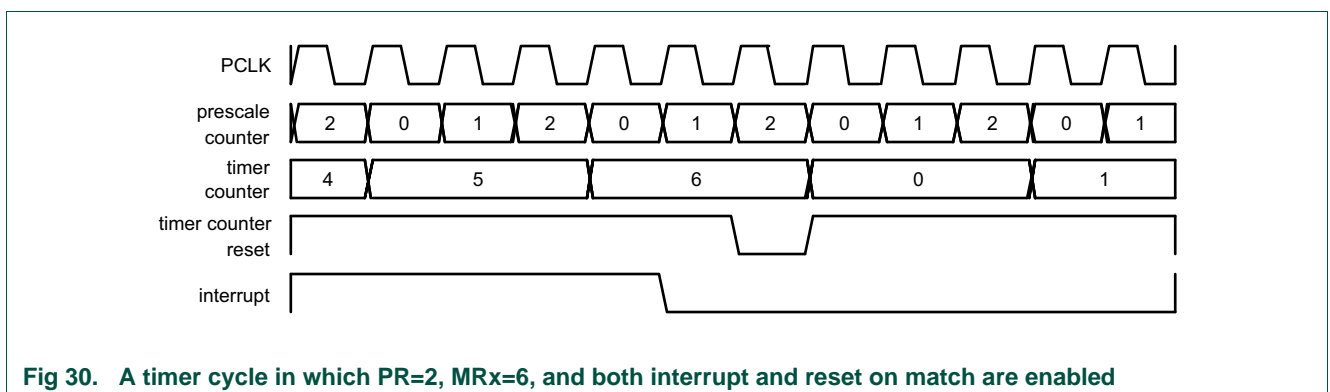 PCLK
prescale
counter
2 0 1 2 0 1 2 0 1 2 0 1
timer
counter
4 5 6 0 1
timer counter
reset
interrupt
Fig 30. A timer cycle in which PR=2, MRx=6, and both interrupt and reset on match are enabled